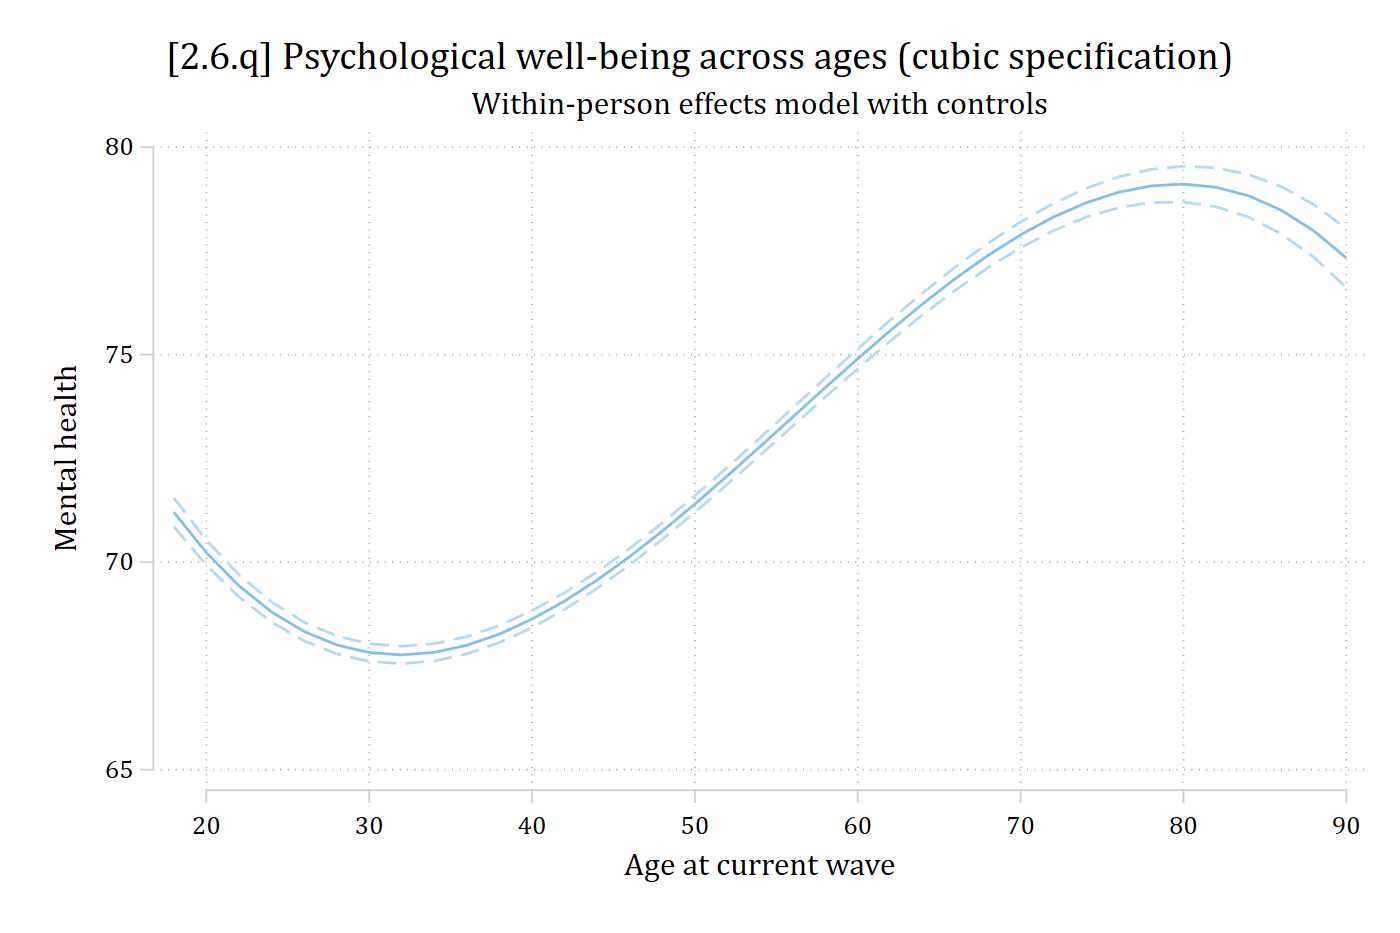 [2.6.q] Psychological well-being across ages (cubic specification)
Within-person effects model with controls
80
75
70
65
Mental health
20 30 40 50 60 70 80 90
Age at current wave